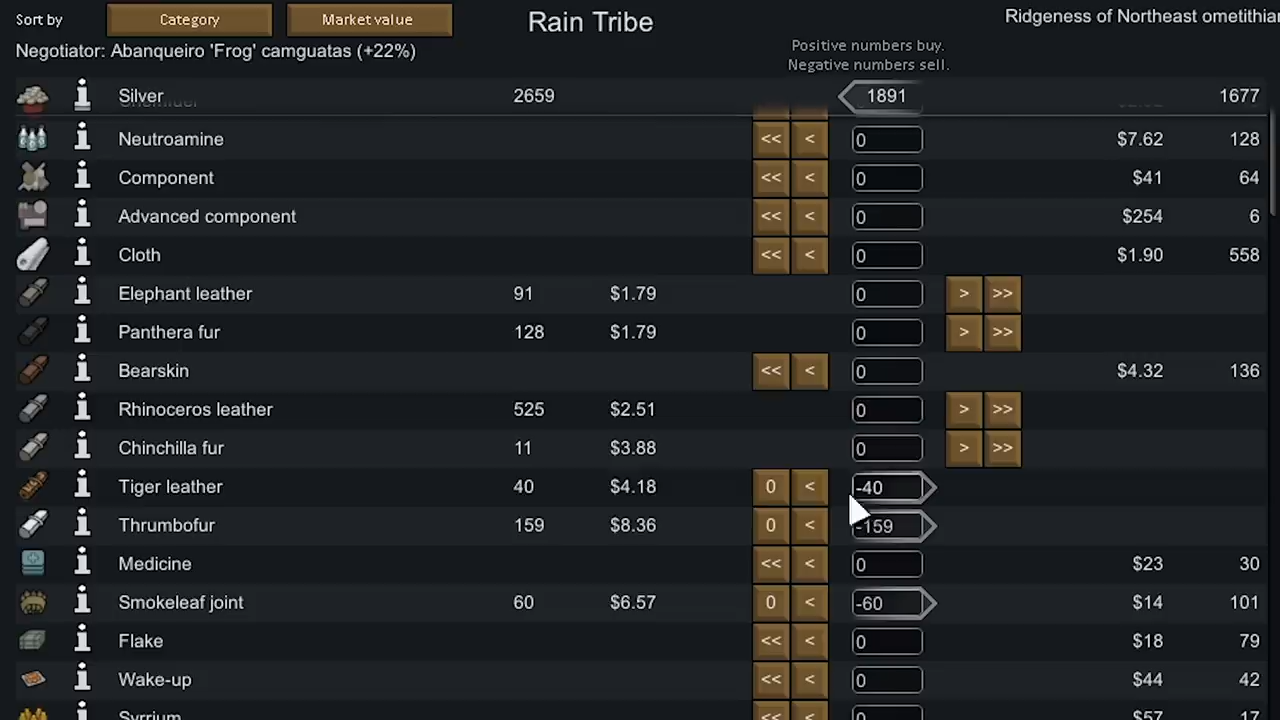 Sort by Category Market value Rain Tribe Ridgeness of Northeast ometithian
Negotiator: Abanqueiro 'Frog' camguatas (+22%)
Positive numbers buy.
Negative numbers sell.
Silver 2659 1891 1677
Neutroamine << < 0 $7.62 128
Component << < 0 $41 64
Advanced component << < 0 $254 6
Cloth << < 0 $1.90 558
Elephant leather 91 $1.79 0 > >>
Panthera fur 128 $1.79 0 > >>
Bearskin << < 0 $4.32 136
Rhinoceros leather 525 $2.51 0 > >>
Chinchilla fur 11 $3.88 0 > >>
Tiger leather 40 $4.18 0 < -40
Thrumbofur 159 $8.36 0 < -159
Medicine << < 0 $23 30
Smokeleaf joint 60 $6.57 0 < -60 $14 101
Flake << < 0 $18 79
Wake-up << < 0 $44 42
Syrrium << < 0 $57 17